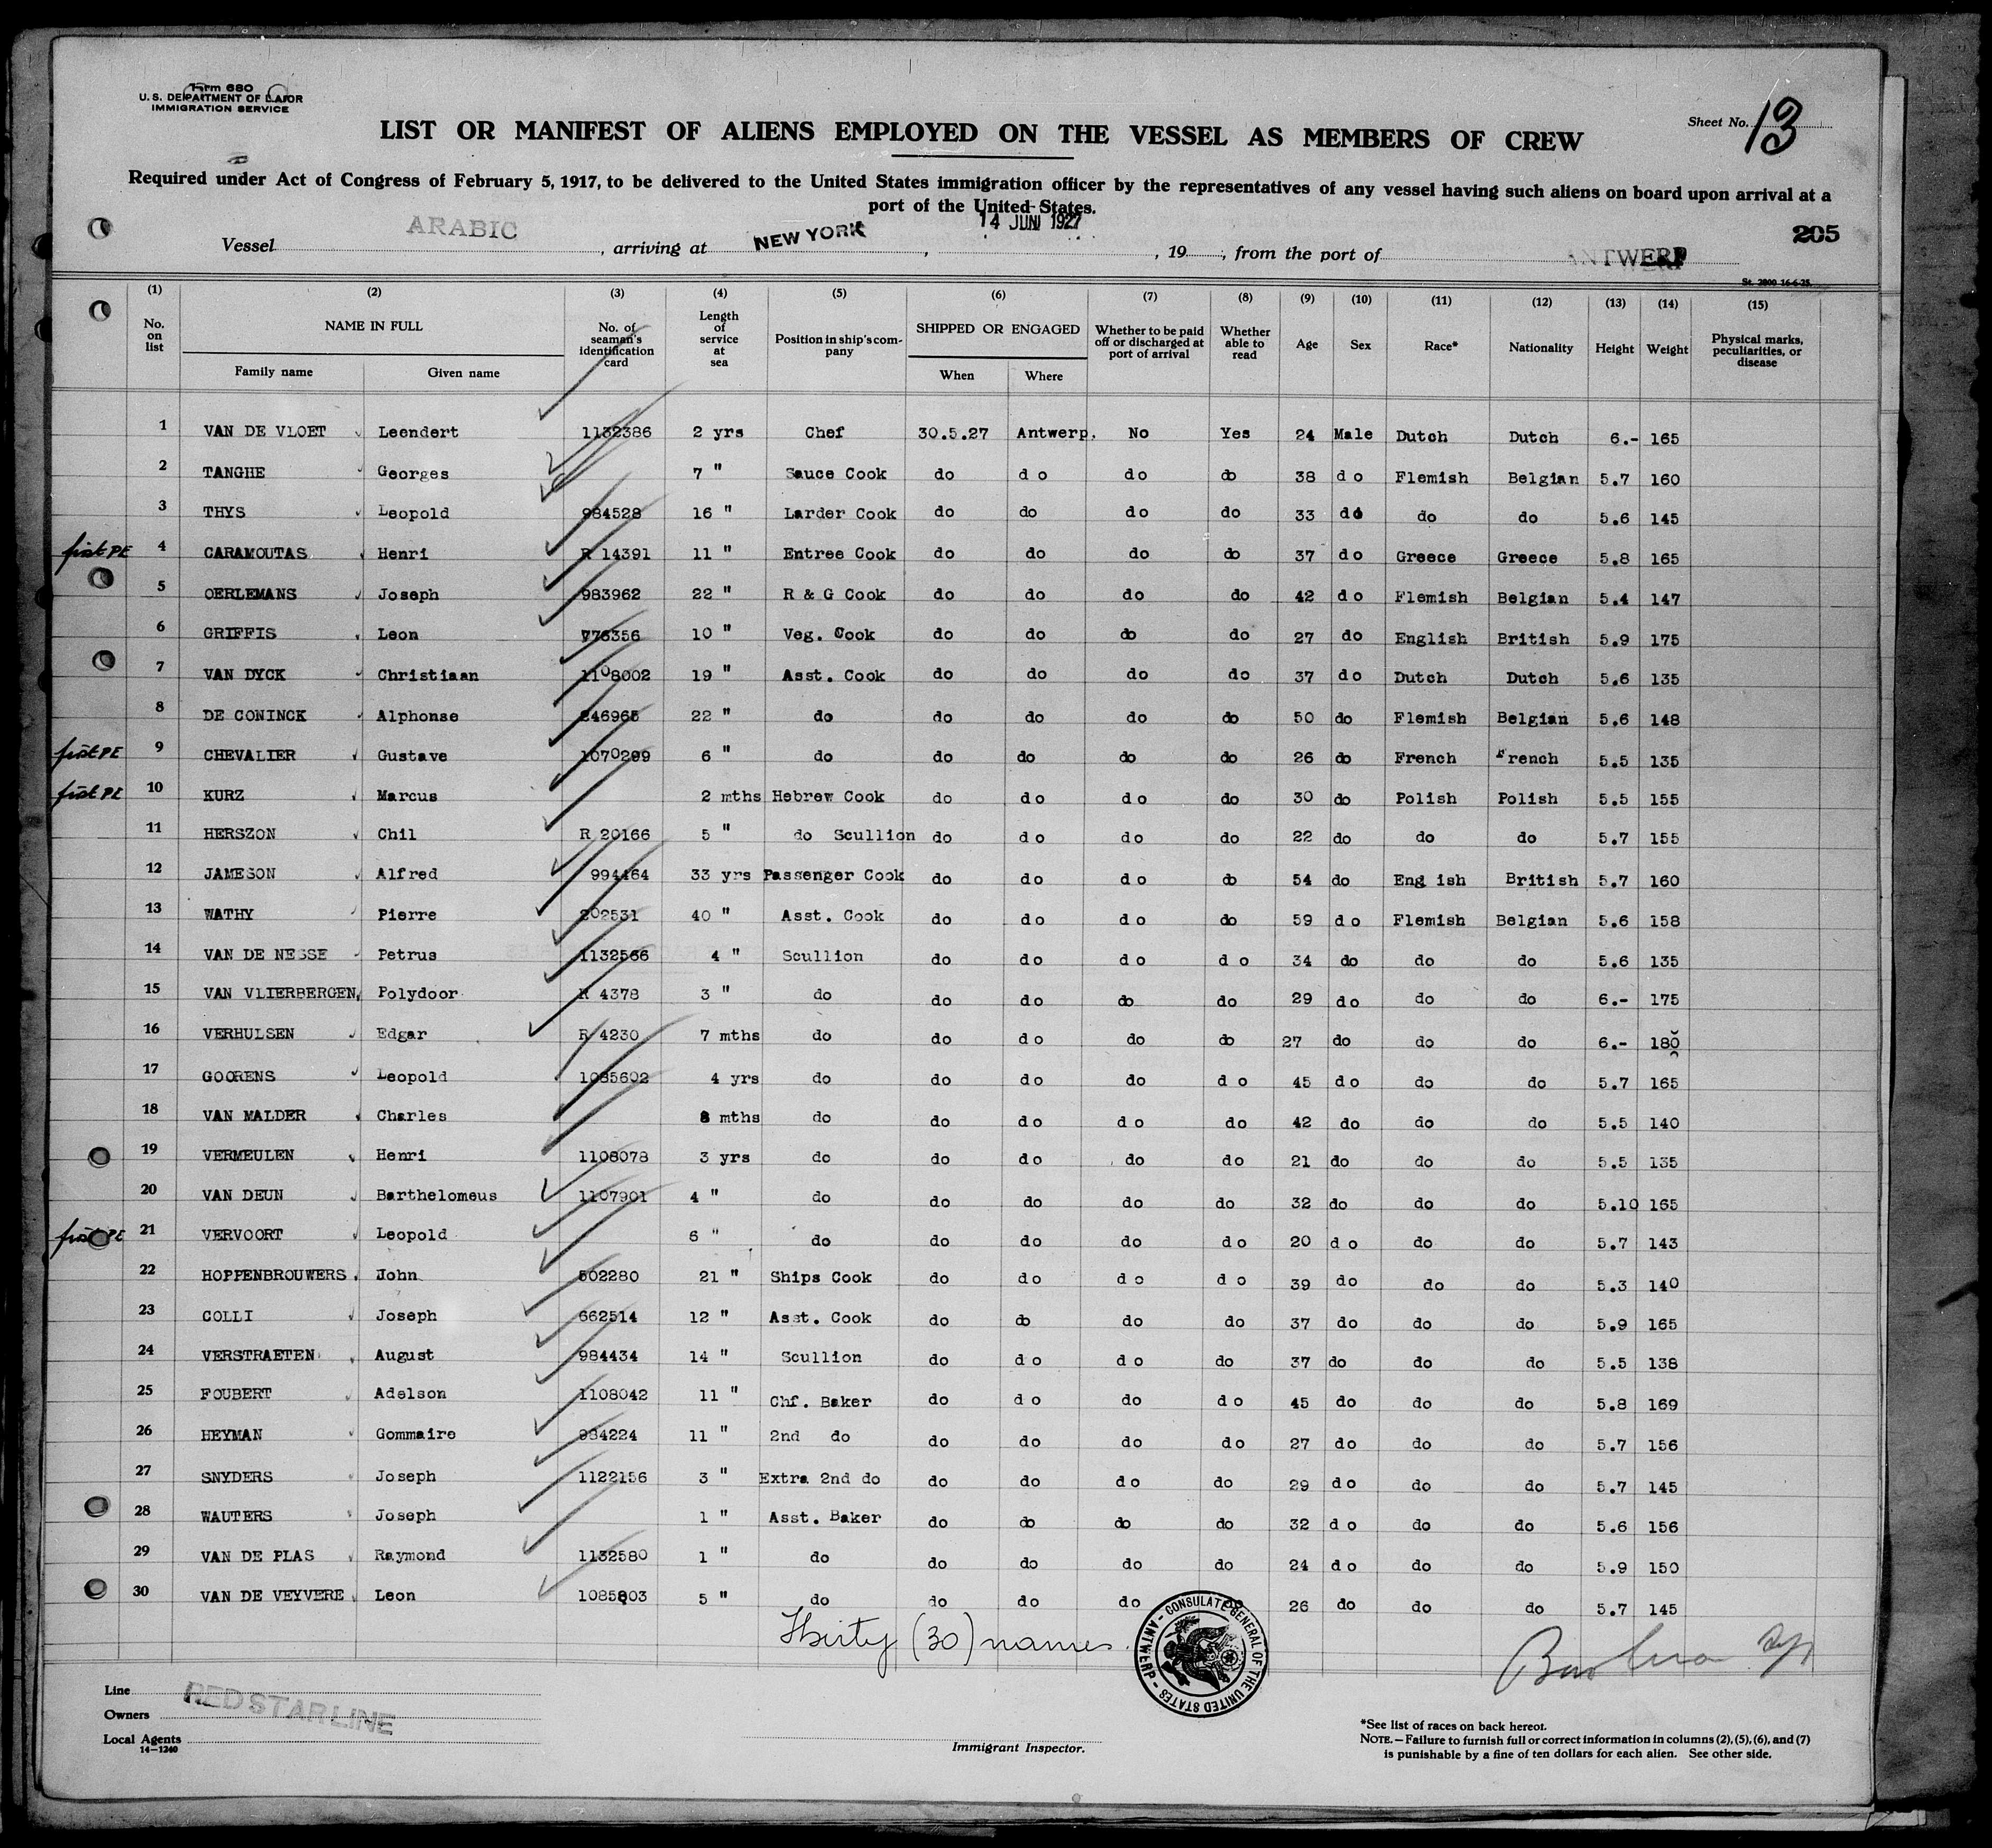 Form 680
U. S. DEPARTMENT OF LABOR
IMMIGRATION SERVICE
Sheet No. 13
LIST OR MANIFEST OF ALIENS EMPLOYED ON THE VESSEL AS MEMBERS OF CREW
Required under Act of Congress of February 5, 1917, to be delivered to the United States immigration officer by the representatives of any vessel having such aliens on board upon arrival at a
port of the United States.
205
Vessel ARABIC, arriving at NEW YORK, 14 JUNI 1927, 19, from the port of ANTWERP
St. 2800 16-6-25.
(1) (2) (3) (4) (5) (6) (7) (8) (9) (10) (11) (12) (13) (14) (15)
No. on list NAME IN FULL Family name Given name No. of seaman's identification card Length of service at sea Position in ship's company SHIPPED OR ENGAGED When Where Whether to be paid off or discharged at port of arrival Whether able to read Age Sex Race* Nationality Height Weight Physical marks, peculiarities, or disease
1 VAN DE VLOET Leendert 1132386 2 yrs Chef 30.5.27 Antwerp. No Yes 24 Male Dutch Dutch 6.- 165
2 TANGHE Georges 7 " Sauce Cook do do do do 38 do Flemish Belgian 5.7 160
3 THYS Leopold 984528 16 " Larder Cook do do do do 33 do do do 5.6 145
first PE 4 CARAMOUTAS Henri R 14391 11 " Entree Cook do do do do 37 do Greece Greece 5.8 165
5 OERLEMANS Joseph 983962 22 " R & G Cook do do do do 42 do Flemish Belgian 5.4 147
6 GRIFFIS Leon 776356 10 " Veg. Cook do do do do 27 do English British 5.9 175
7 VAN DYCK Christiaan 1108002 19 " Asst. Cook do do do do 37 do Dutch Dutch 5.6 135
8 DE CONINCK Alphonse 246965 22 " do do do do do 50 do Flemish Belgian 5.6 148
first PE 9 CHEVALIER Gustave 1070299 6 " do do do do do 26 do French French 5.5 135
first PE 10 KURZ Marcus 2 mths Hebrew Cook do do do do 30 do Polish Polish 5.5 155
11 HERSZON Chil R 20166 5 " do Scullion do do do do 22 do do do 5.7 155
12 JAMESON Alfred 994464 33 yrs Passenger Cook do do do do 54 do Eng ish British 5.7 160
13 WATHY Pierre 202531 40 " Asst. Cook do do do do 59 do Flemish Belgian 5.6 158
14 VAN DE NESSE Petrus 1132566 4 " Scullion do do do do 34 do do do 5.6 135
15 VAN VLIERBERGEN Polydoor R 4378 3 " do do do do do 29 do do do 6.- 175
16 VERHULSEN Edgar R 4230 7 mths do do do do do 27 do do do 6.- 180
17 GOORENS Leopold 1085602 4 yrs do do do do do 45 do do do 5.7 165
18 VAN MALDER Charles 8 mths do do do do do 42 do do do 5.5 140
19 VERMEULEN Henri 1108078 3 yrs do do do do do 21 do do do 5.5 135
20 VAN DEUN Barthelomeus 1107901 4 " do do do do do 32 do do do 5.10 165
first PE 21 VERVOORT Leopold 6 " do do do do do 20 do do do 5.7 143
22 HOPPENBROUWERS John 502280 21 " Ships Cook do do do do 39 do do do 5.3 140
23 COLLI Joseph 662514 12 " Asst. Cook do do do do 37 do do do 5.9 165
24 VERSTRAETEN August 984434 14 " Scullion do do do do 37 do do do 5.5 138
25 FOUBERT Adelson 1108042 11 " Chf. Baker do do do do 45 do do do 5.8 169
26 HEYMAN Gommaire 984224 11 " 2nd do do do do do 27 do do do 5.7 156
27 SNYDERS Joseph 1122156 3 " Extra 2nd do do do do do 29 do do do 5.7 145
28 WAUTERS Joseph 1 " Asst. Baker do do do do 32 do do do 5.6 156
29 VAN DE PLAS Raymond 1132580 1 " do do do do do 24 do do do 5.9 150
30 VAN DE VEYVERE Leon 1085803 5 " do do do do do 26 do do do 5.7 145
Thirty (30) names.
CONSULATE GENERAL OF THE UNITED STATES - ANTWERP -
Line RED STAR LINE
Owners
Local Agents
14-1240
Immigrant Inspector.
*See list of races on back hereof.
NOTE.—Failure to furnish full or correct information in columns (2), (5), (6), and (7)
is punishable by a fine of ten dollars for each alien. See other side.